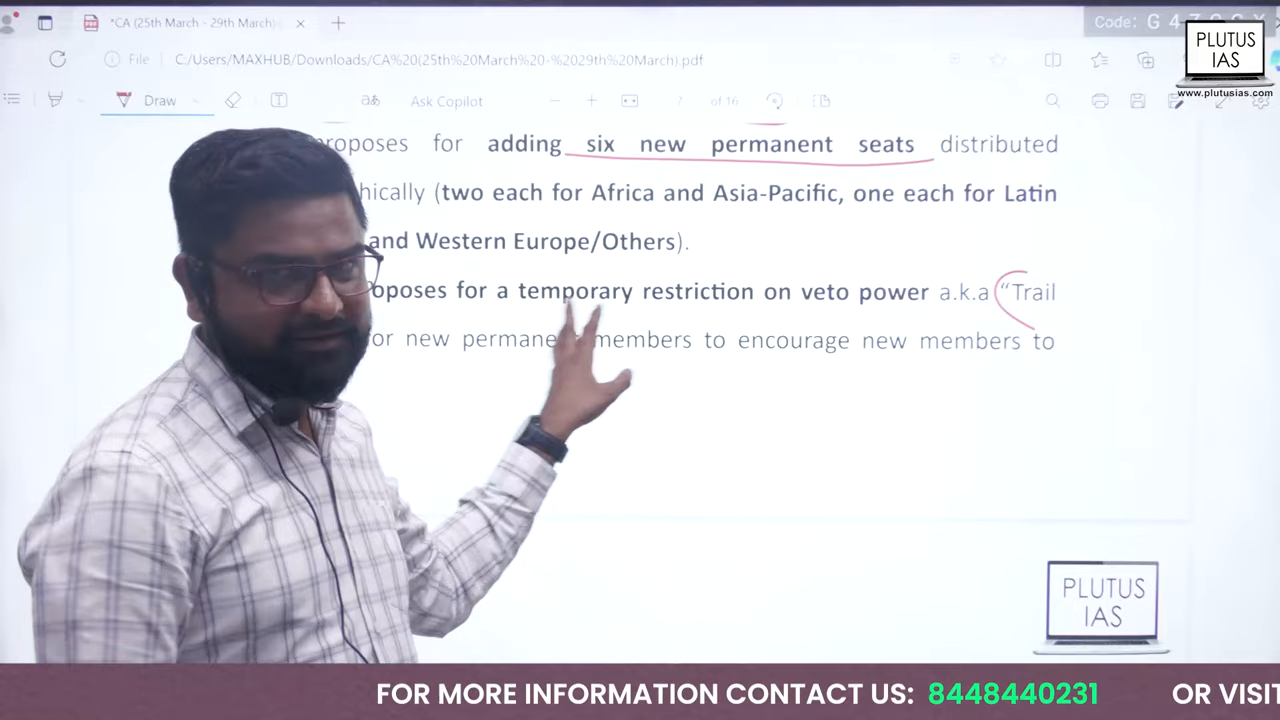 *CA (25th March - 29th March)
Code: G 4 7
PLUTUS
IAS
www.plutusias.com
File C:/Users/MAXHUB/Downloads/CA%20(25th%20March%20-%2029th%20March).pdf
Draw
Ask Copilot
7 of 16
proposes for adding six new permanent seats distributed
hically (two each for Africa and Asia-Pacific, one each for Latin
and Western Europe/Others).
oposes for a temporary restriction on veto power a.k.a "Trail
or new permanent members to encourage new members to
PLUTUS
IAS
FOR MORE INFORMATION CONTACT US: 8448440231 OR VISIT